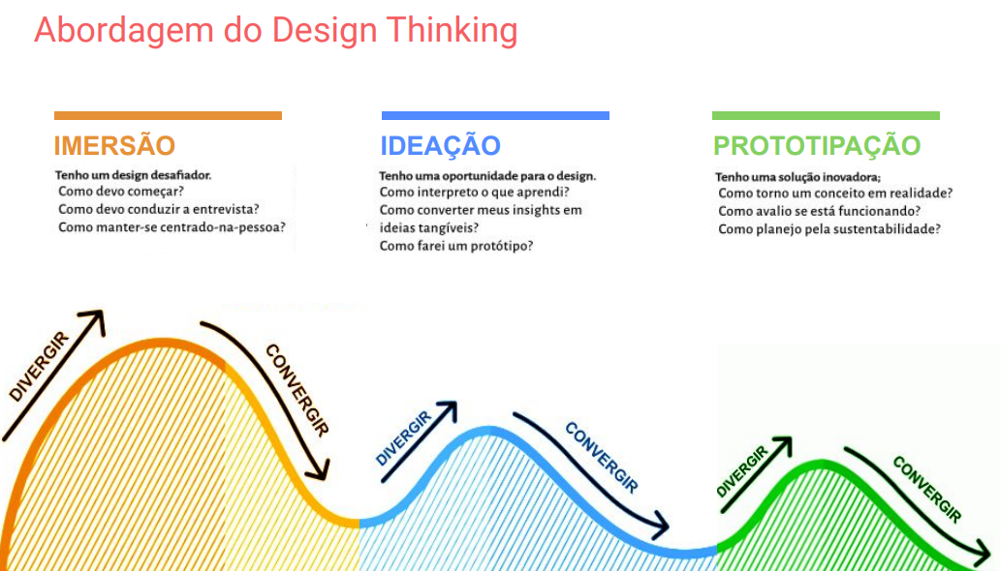 Abordagem do Design Thinking
IMERSÃO
Tenho um design desafiador.
Como devo começar?
Como devo conduzir a entrevista?
Como manter-se centrado-na-pessoa?
IDEAÇÃO
Tenho uma oportunidade para o design.
Como interpreto o que aprendi?
Como converter meus insights em
ideias tangíveis?
Como farei um protótipo?
PROTOTIPAÇÃO
Tenho uma solução inovadora;
Como torno um conceito em realidade?
Como avalio se está funcionando?
Como planejo pela sustentabilidade?
DIVERGIR
CONVERGIR
DIVERGIR
CONVERGIR
DIVERGIR
CONVERGIR